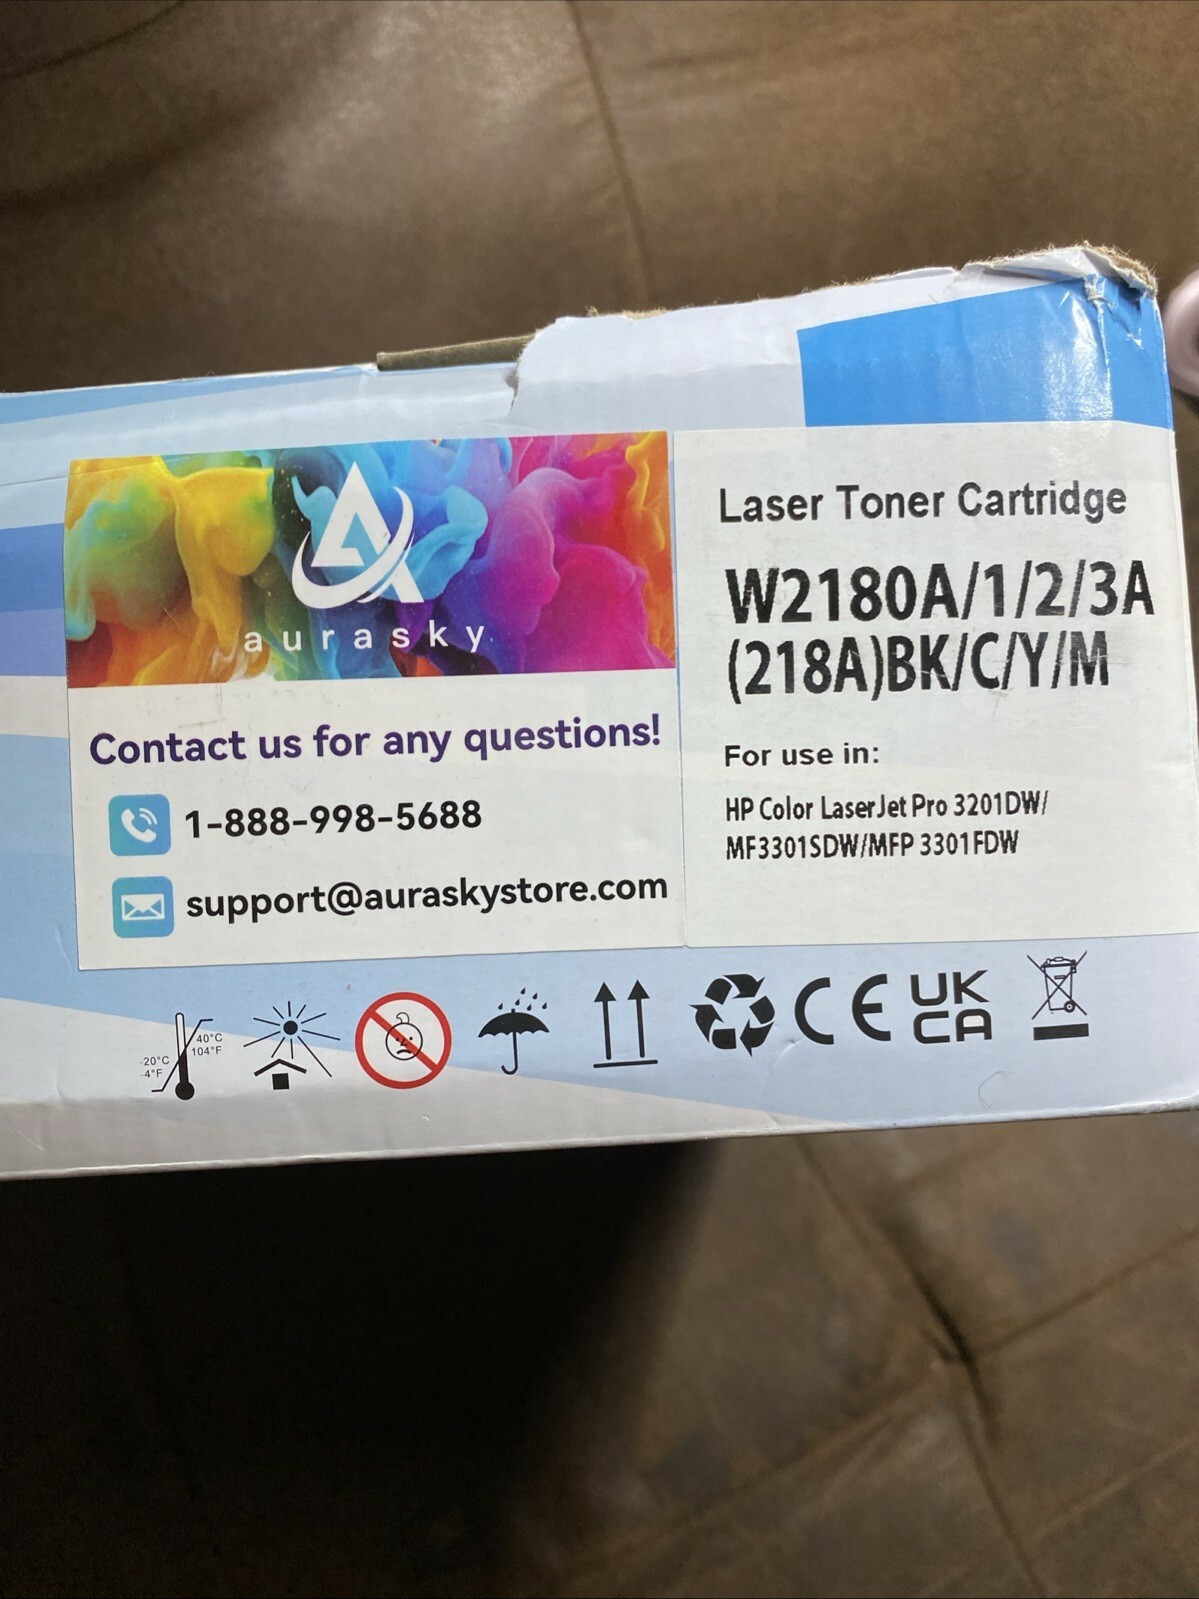 aurasky
Contact us for any questions!
1-888-998-5688
support@auraskystore.com
Laser Toner Cartridge
W2180A/1/2/3A
(218A)BK/C/Y/M
For use in:
HP Color LaserJet Pro 3201DW/
MF3301SDW/MFP 3301FDW
40°C
104°F
-20°C
-4°F
CE
UK
CA